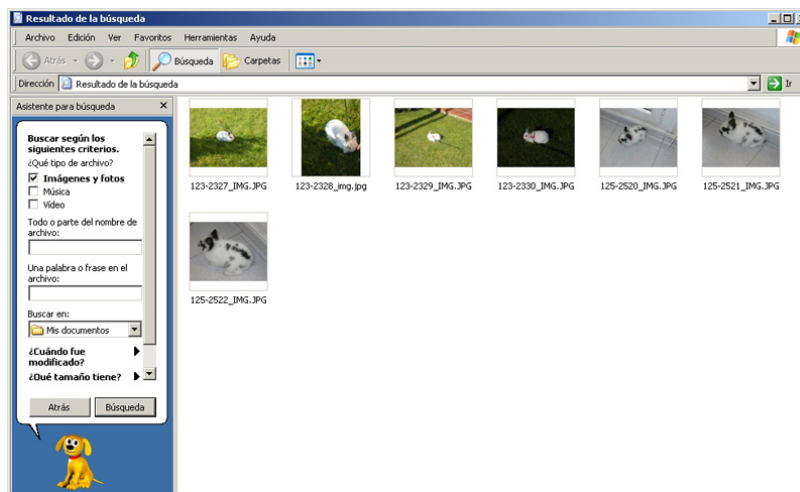 Resultado de la búsqueda
Archivo Edición Ver Favoritos Herramientas Ayuda
Atrás Búsqueda Carpetas
Dirección Resultado de la búsqueda Ir
Asistente para búsqueda
Buscar según los
siguientes criterios.
¿Qué tipo de archivo?
Imágenes y fotos
Música
Vídeo
Todo o parte del nombre de
archivo:
Una palabra o frase en el
archivo:
Buscar en:
Mis documentos
¿Cuándo fue
modificado?
¿Qué tamaño tiene?
Atrás Búsqueda
123-2327_IMG.JPG 123-2328_img.jpg 123-2329_IMG.JPG 123-2330_IMG.JPG 125-2520_IMG.JPG 125-2521_IMG.JPG
125-2522_IMG.JPG